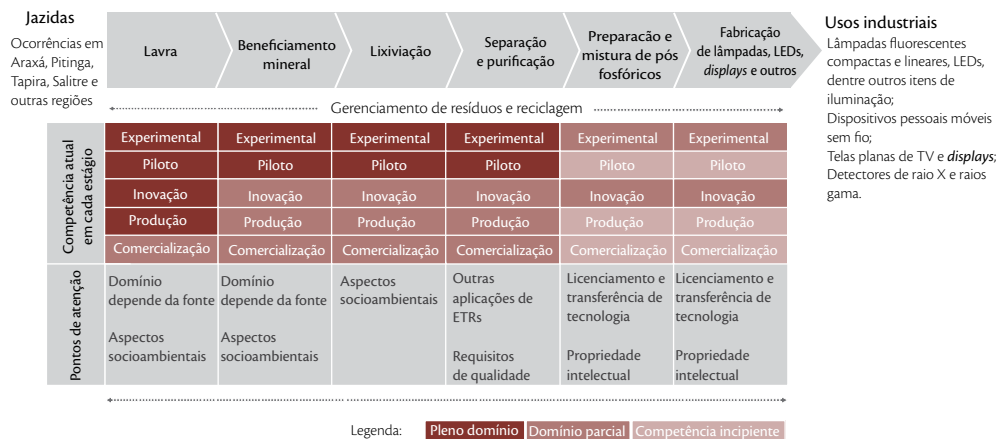 Jazidas
Ocorrências em
Araxá, Pitinga,
Tapira, Salitre e
outras regiões
Lavra
Beneficiamento
mineral
Lixiviação
Separação
e purificação
Preparacão e
mistura de pós
fosfóricos
Fabricação
de lâmpadas, LEDs,
displays e outros
Usos industriais
Lâmpadas fluorescentes
compactas e lineares, LEDs,
dentre outros itens de
iluminação;
Dispositivos pessoais móveis
sem fio;
Telas planas de TV e displays;
Detectores de raio X e raios
gama.
Gerenciamento de resíduos e reciclagem
Competência atual
em cada estágio
Experimental Experimental Experimental Experimental Experimental Experimental
Piloto Piloto Piloto Piloto Piloto Piloto
Inovação Inovação Inovação Inovação Inovação Inovação
Produção Produção Produção Produção Produção Produção
Comercialização Comercialização Comercialização Comercialização Comercialização Comercialização
Pontos de atenção
Domínio
depende da fonte
Aspectos
socioambientais
Domínio
depende da fonte
Aspectos
socioambientais
Aspectos
socioambientais
Outras
aplicações de
ETRs
Requisitos
de qualidade
Licenciamento e
transferência de
tecnologia
Propriedade
intelectual
Licenciamento e
transferência de
tecnologia
Propriedade
intelectual
Legenda: Pleno domínio Domínio parcial Competência incipiente